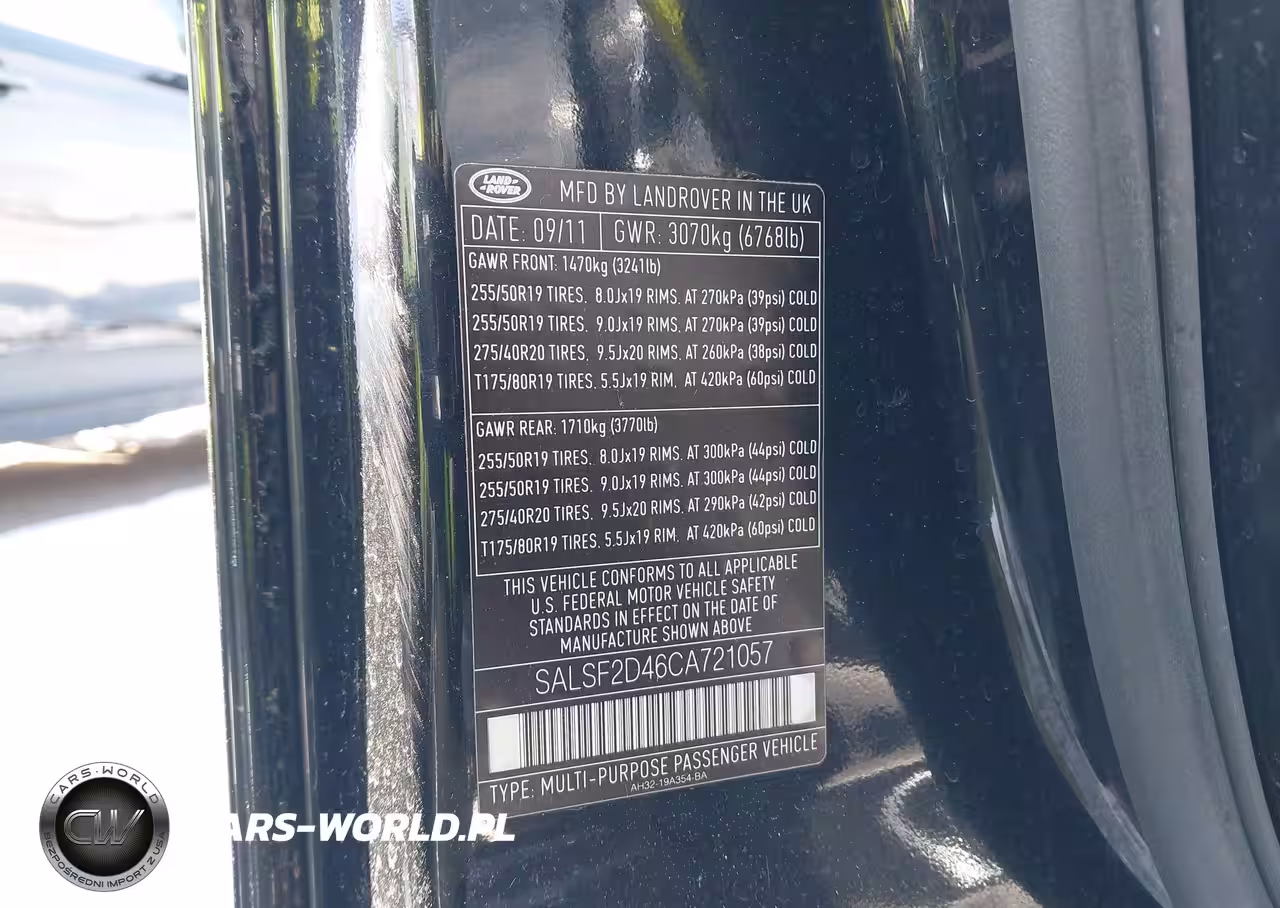 LAND-
-ROVER
MFD BY LANDROVER IN THE UK
DATE: 09/11 GWR: 3070kg (6768lb)
GAWR FRONT: 1470kg (3241lb)
255/50R19 TIRES, 8.0Jx19 RIMS. AT 270kPa (39psi) COLD
255/50R19 TIRES, 9.0Jx19 RIMS. AT 270kPa (39psi) COLD
275/40R20 TIRES, 9.5Jx20 RIMS. AT 260kPa (38psi) COLD
T175/80R19 TIRES. 5.5Jx19 RIM, AT 420kPa (60psi) COLD
GAWR REAR: 1710kg (3770lb)
255/50R19 TIRES, 8.0Jx19 RIMS. AT 300kPa (44psi) COLD
255/50R19 TIRES, 9.0Jx19 RIMS. AT 300kPa (44psi) COLD
275/40R20 TIRES, 9.5Jx20 RIMS. AT 290kPa (42psi) COLD
T175/80R19 TIRES. 5.5Jx19 RIM, AT 420kPa (60psi) COLD
THIS VEHICLE CONFORMS TO ALL APPLICABLE
U.S. FEDERAL MOTOR VEHICLE SAFETY
STANDARDS IN EFFECT ON THE DATE OF
MANUFACTURE SHOWN ABOVE
SALSF2D46CA721057
TYPE: MULTI-PURPOSE PASSENGER VEHICLE
AH32-19A354-BA
CARS-WORLD
CW
BEZPOŚREDNI IMPORT Z USA
CARS-WORLD.PL